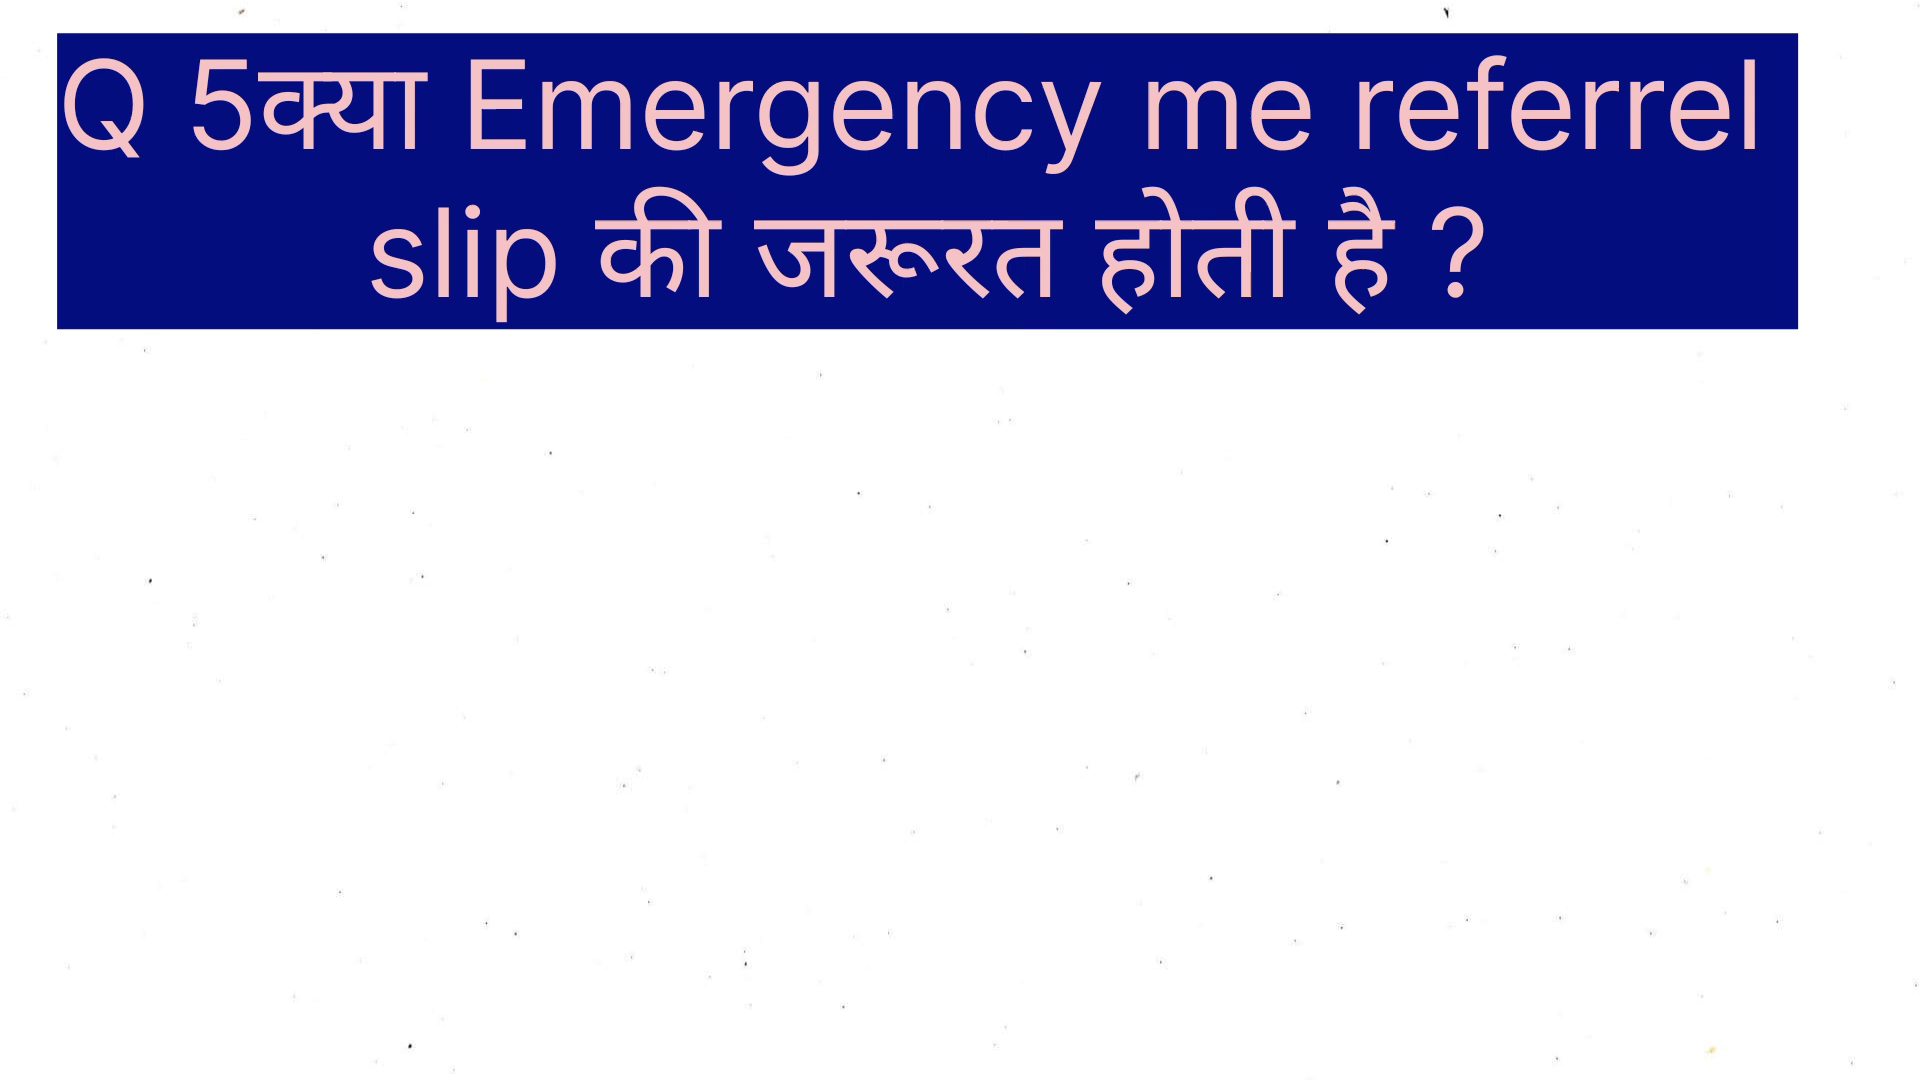 Q 5क्या Emergency me referrel
slip की जरूरत होती है ?